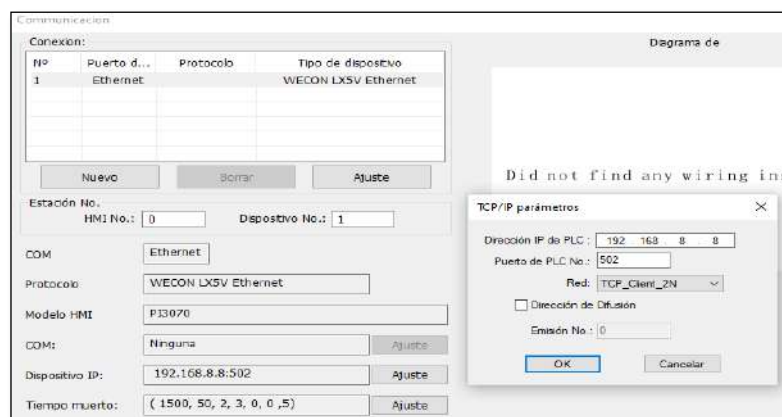 Communicacion
Conexion:
Diagrama de
Nº Puerto d... Protocolo Tipo de dispositivo
1 Ethernet WECON LX5V Ethernet
Nuevo Borrar Ajuste
Did not find any wiring in
Estación No.
HMI No.: 0 Dispositivo No.: 1
COM Ethernet
Protocolo WECON LX5V Ethernet
Modelo HMI PI3070
COM: Ninguna Ajuste
Dispositivo IP: 192.168.8.8:502 Ajuste
Tiempo muerto: ( 1500, 50, 2, 3, 0, 0 ,5) Ajuste
TCP/IP parámetros
Dirección IP de PLC : 192 . 168 . 8 . 8
Puerto de PLC No.: 502
Red: TCP_Client_2N
Dirección de Difusión
Emisión No.: 0
OK Cancelar